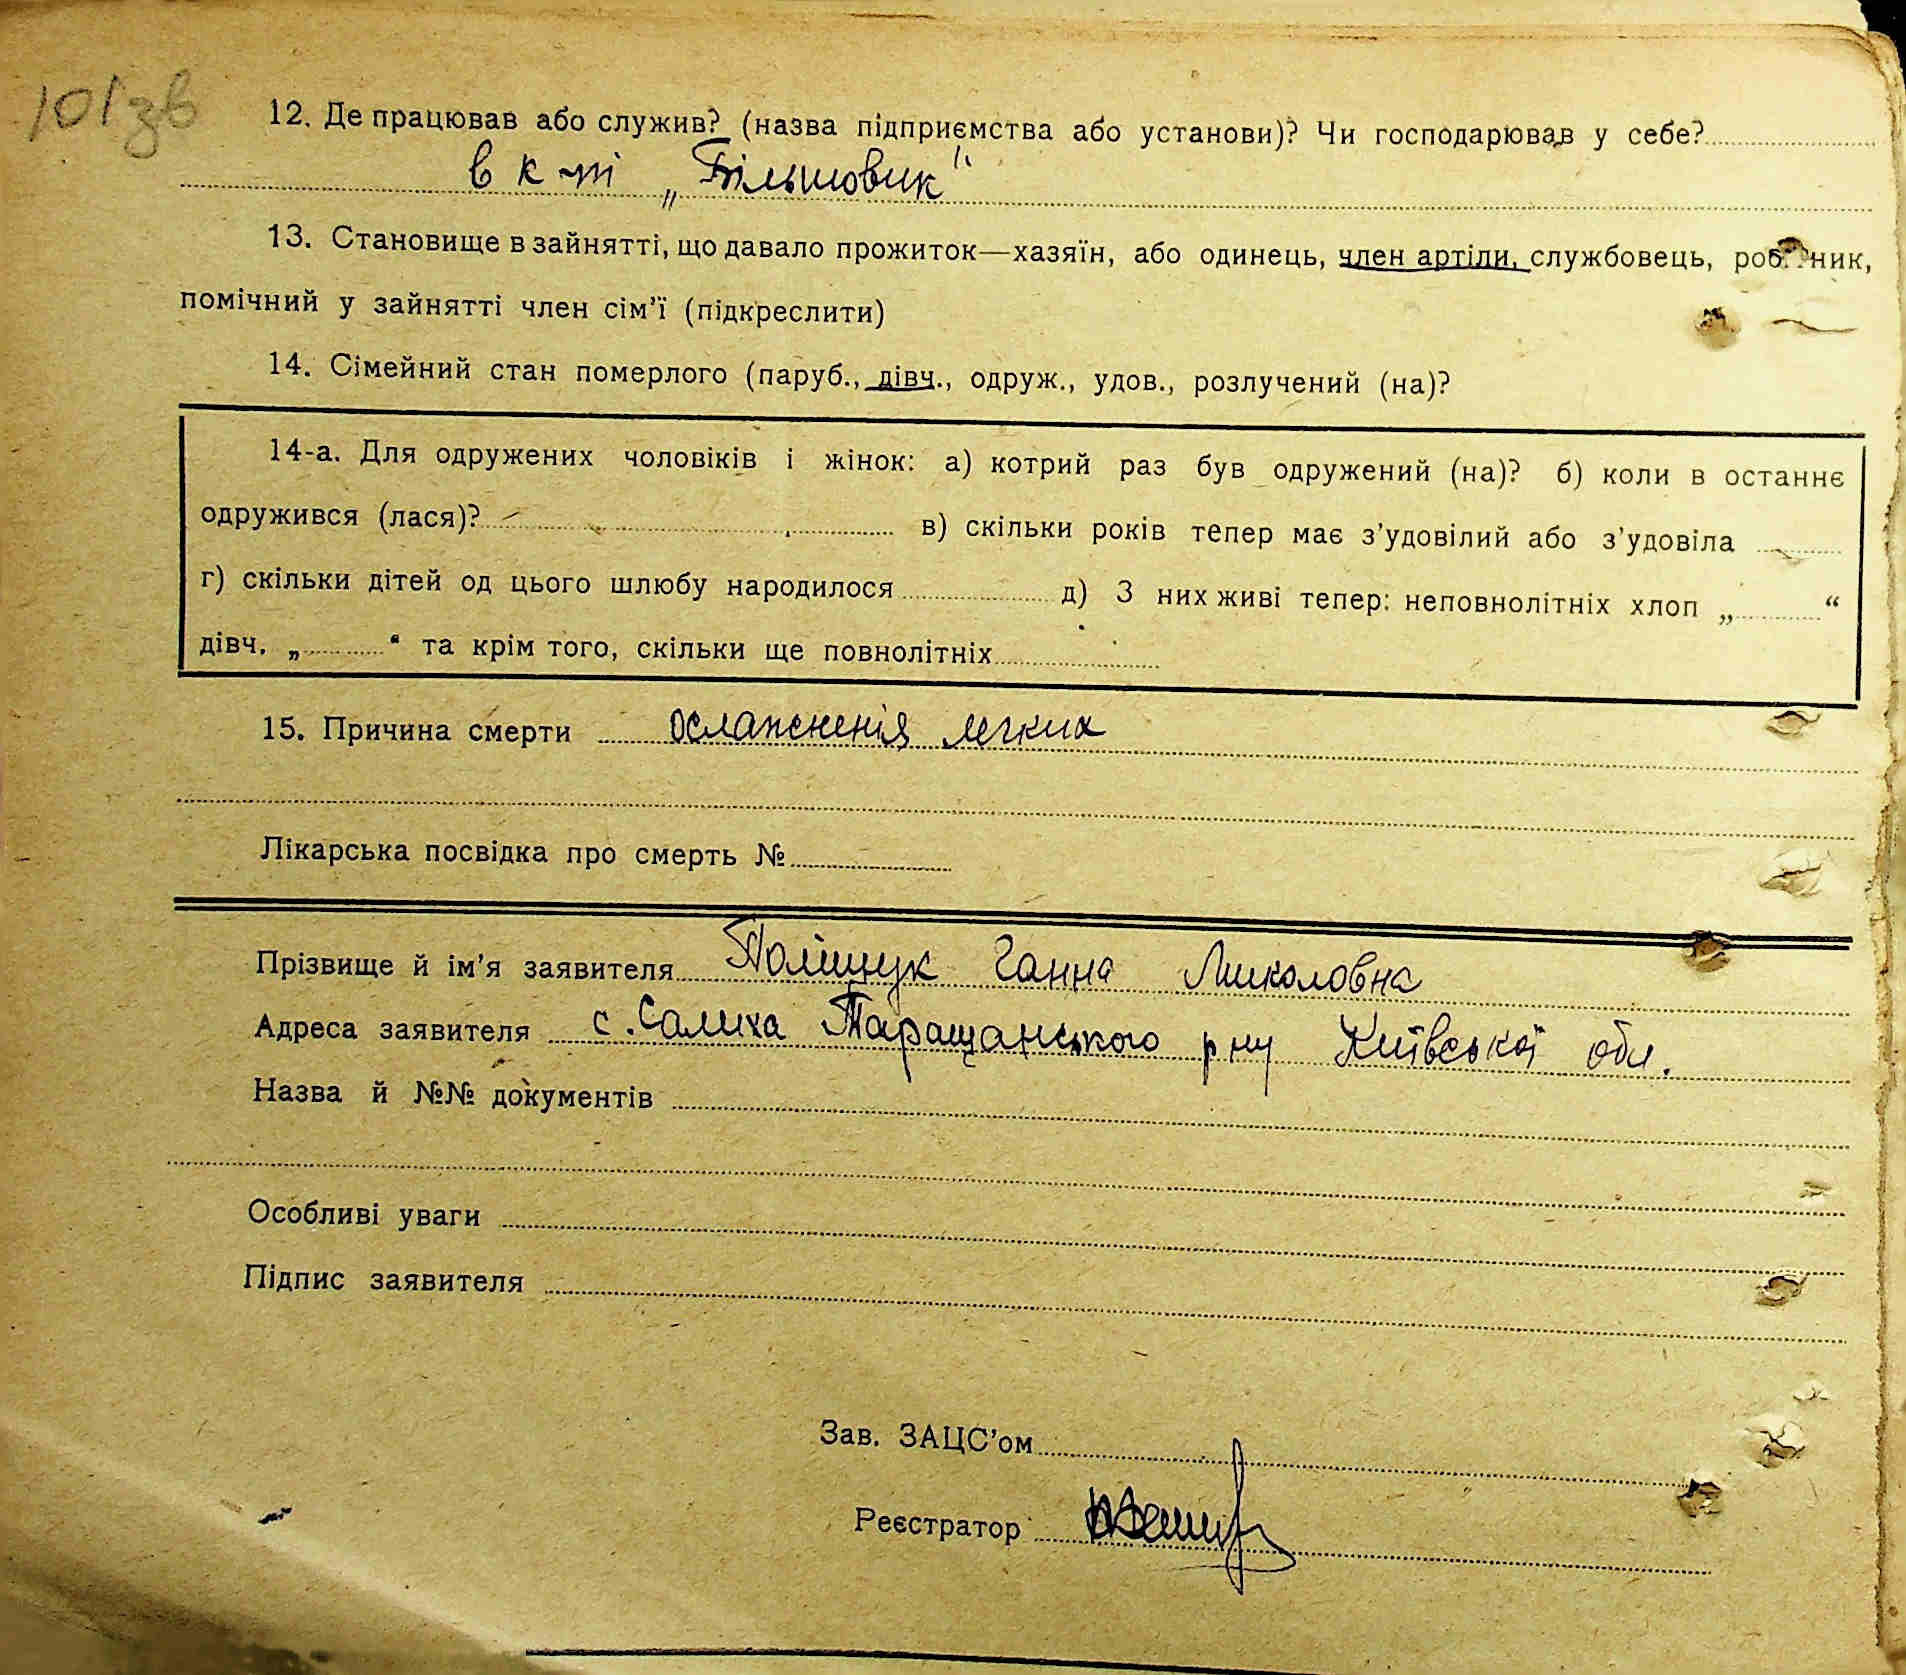 101зв
12. Де працював або служив? (назва підприємства або установи)? Чи господарював у себе?
в к-ті „Більшовик"
13. Становище в зайнятті, що давало прожиток—хазяїн, або одинець, член артіли, службовець, робітник,
помічний у зайнятті член сім'ї (підкреслити)
14. Сімейний стан померлого (паруб., дівч., одруж., удов., розлучений (на)?
14-а. Для одружених чоловіків і жінок: а) котрий раз був одружений (на)? б) коли в останнє
одружився (лася)? в) скільки років тепер має з'удовілий або з'удовіла
г) скільки дітей од цього шлюбу народилося д) З них живі тепер: неповнолітніх хлоп „ “
дівч. „ “ та крім того, скільки ще повнолітніх
15. Причина смерти ослажненія легких
Лікарська посвідка про смерть №
Прізвище й ім'я заявителя Поліщук Ганна Миколовна
Адреса заявителя с. Салиха Таращанського р ну Київської обл.
Назва й №№ документів
Особливі уваги
Підпис заявителя
Зав. ЗАЦС'ом
Реєстратор